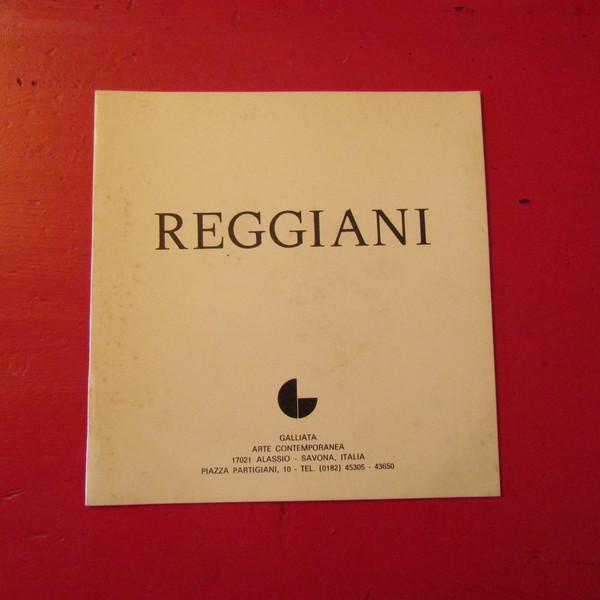 REGGIANI
GALLIATA
ARTE CONTEMPORANEA
17021 ALASSIO - SAVONA, ITALIA
PIAZZA PARTIGIANI, 10 - TEL. (0182) 45305 - 43650